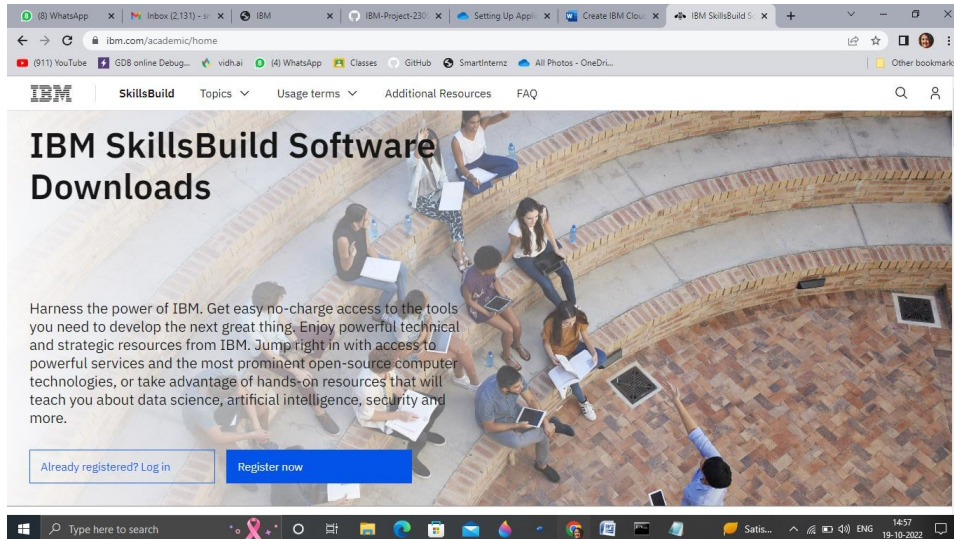 (8) WhatsApp
Inbox (2,131) - sn
IBM
IBM-Project-230
Setting Up Applic
Create IBM Clou
IBM SkillsBuild So
ibm.com/academic/home
(911) YouTube
GDB online Debug...
vidh.ai
(4) WhatsApp
Classes
GitHub
SmartInternz
All Photos - OneDri...
Other bookmarks
IBM
SkillsBuild
Topics
Usage terms
Additional Resources
FAQ
IBM SkillsBuild Software
Downloads
Harness the power of IBM. Get easy no-charge access to the tools
you need to develop the next great thing. Enjoy powerful technical
and strategic resources from IBM. Jump right in with access to
powerful services and the most prominent open-source computer
technologies, or take advantage of hands-on resources that will
teach you about data science, artificial intelligence, security and
more.
Already registered? Log in
Register now
Type here to search
Satis...
ENG
14:57
19-10-2022